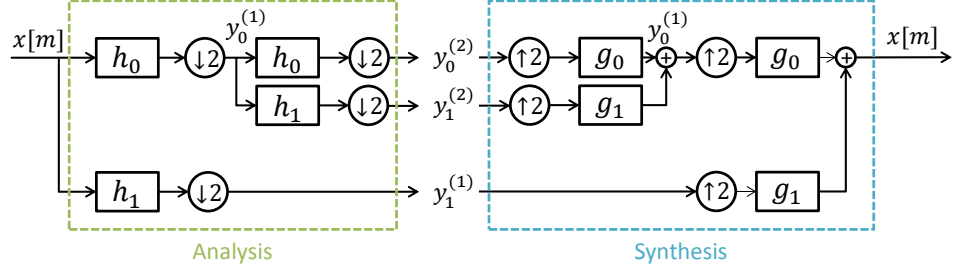 x[m] h₀ ↓2 y₀⁽¹⁾ h₀ ↓2 y₀⁽²⁾ ↑2 g₀ y₀⁽¹⁾ + ↑2 g₀ + x[m]
h₁ ↓2 y₁⁽²⁾ ↑2 g₁
h₁ ↓2 y₁⁽¹⁾ ↑2 g₁
Analysis Synthesis